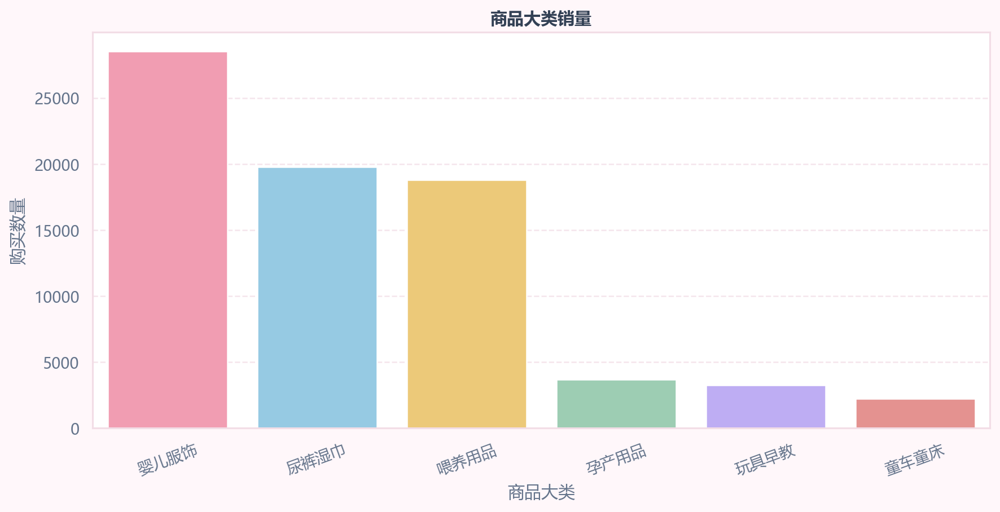 商品大类销量
购买数量
25000
20000
15000
10000
5000
0
婴儿服饰
尿裤湿巾
喂养用品
孕产用品
玩具早教
童车童床
商品大类